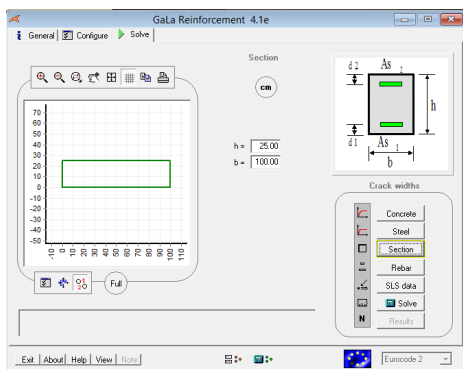 GaLa Reinforcement 4.1e
General Configure Solve
Section
cm
h = 25.00
b = 100.00
70
60
50
40
30
20
10
0
-10
-20
-30
-40
-50
-10 0 10 20 30 40 50 60 70 80 90 100 110
Full
d 2 As 2
h
d 1 As 1
b
Crack widths
Concrete
Steel
Section
Rebar
SLS data
Solve
N Results
Exit About Help View Note
Eurocode 2